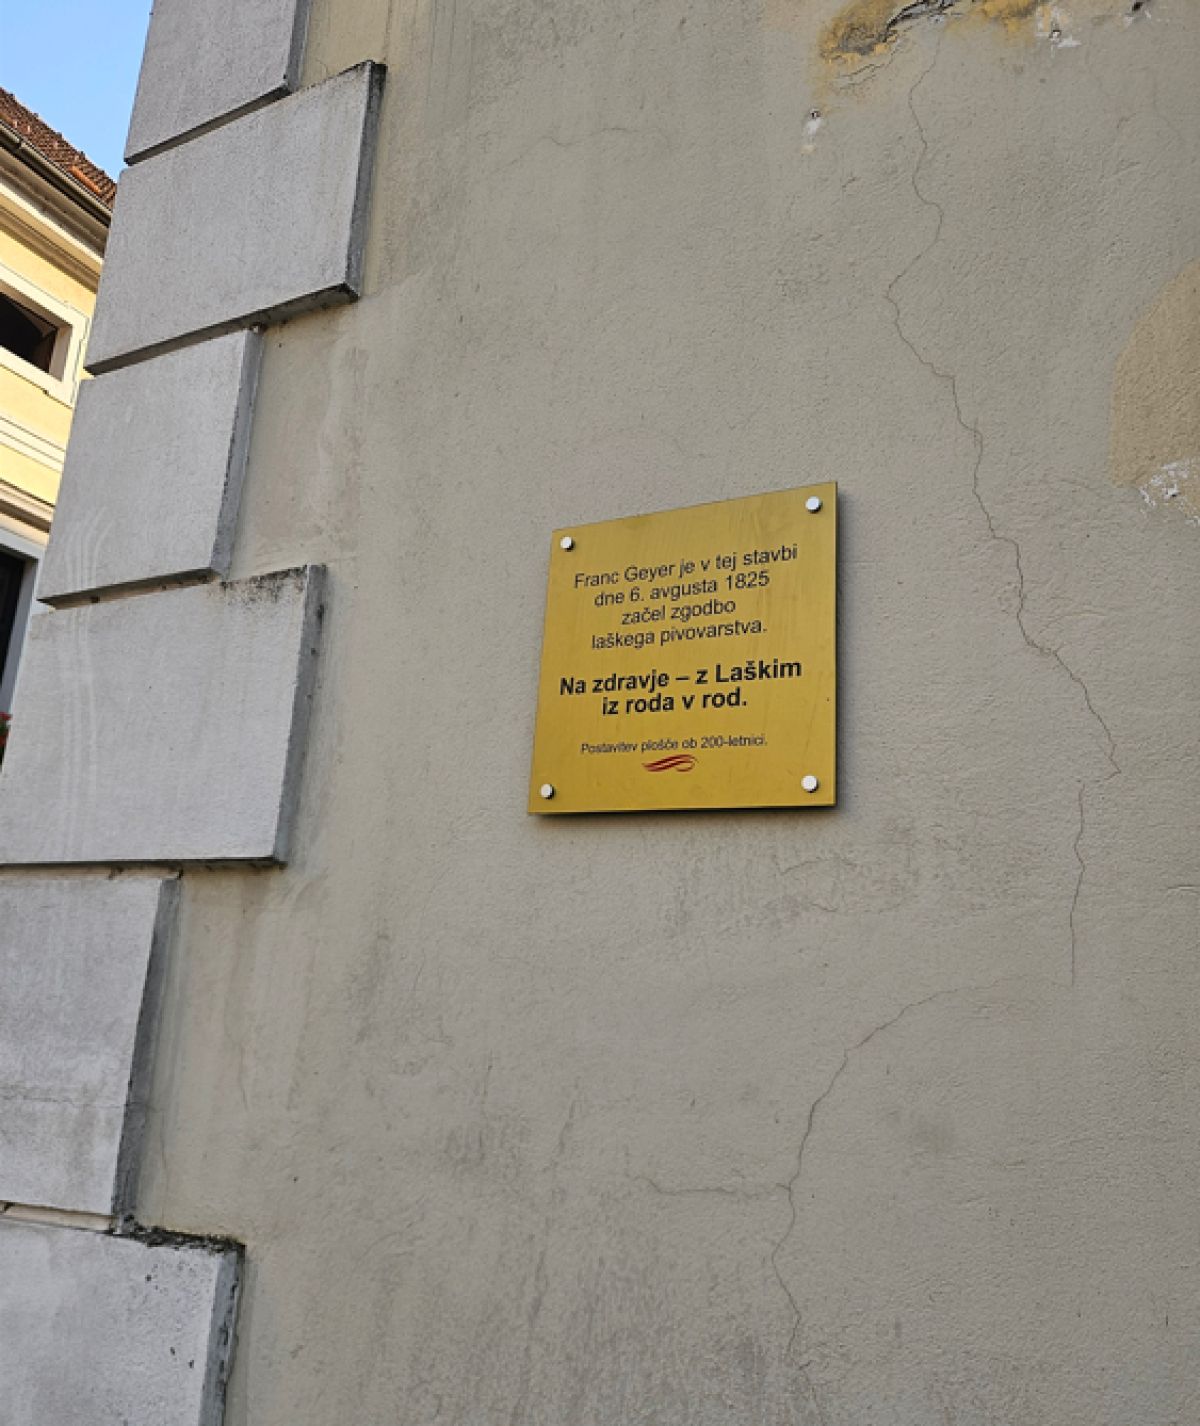 Franc Geyer je v tej stavbi
dne 6. avgusta 1825
začel zgodbo
laškega pivovarstva.
Na zdravje – z Laškim
iz roda v rod.
Postavitev plošče ob 200-letnici.